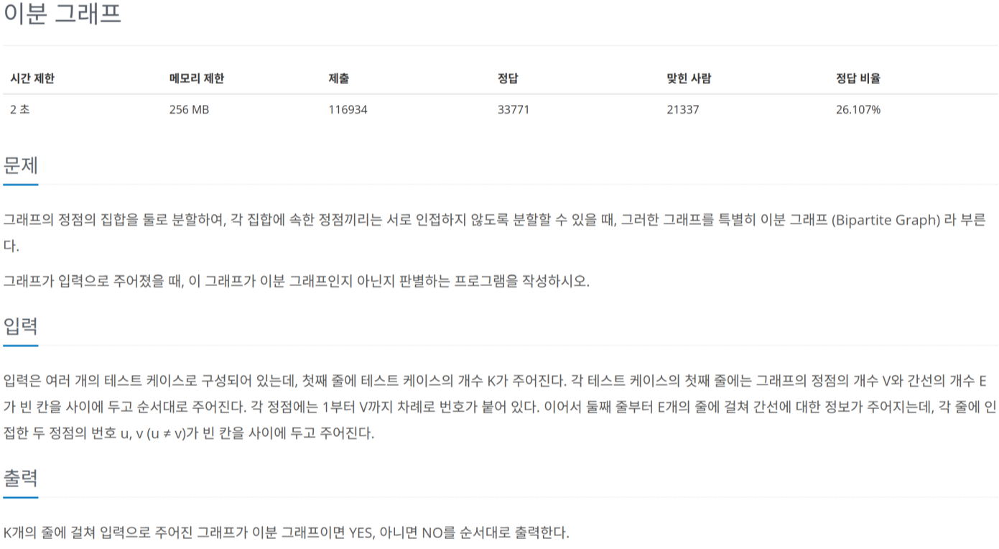 이분 그래프
시간 제한 메모리 제한 제출 정답 맞힌 사람 정답 비율
2 초 256 MB 116934 33771 21337 26.107%
문제
그래프의 정점의 집합을 둘로 분할하여, 각 집합에 속한 정점끼리는 서로 인접하지 않도록 분할할 수 있을 때, 그러한 그래프를 특별히 이분 그래프 (Bipartite Graph) 라 부른
다.
그래프가 입력으로 주어졌을 때, 이 그래프가 이분 그래프인지 아닌지 판별하는 프로그램을 작성하시오.
입력
입력은 여러 개의 테스트 케이스로 구성되어 있는데, 첫째 줄에 테스트 케이스의 개수 K가 주어진다. 각 테스트 케이스의 첫째 줄에는 그래프의 정점의 개수 V와 간선의 개수 E
가 빈 칸을 사이에 두고 순서대로 주어진다. 각 정점에는 1부터 V까지 차례로 번호가 붙어 있다. 이어서 둘째 줄부터 E개의 줄에 걸쳐 간선에 대한 정보가 주어지는데, 각 줄에 인
접한 두 정점의 번호 u, v (u ≠ v)가 빈 칸을 사이에 두고 주어진다.
출력
K개의 줄에 걸쳐 입력으로 주어진 그래프가 이분 그래프이면 YES, 아니면 NO를 순서대로 출력한다.